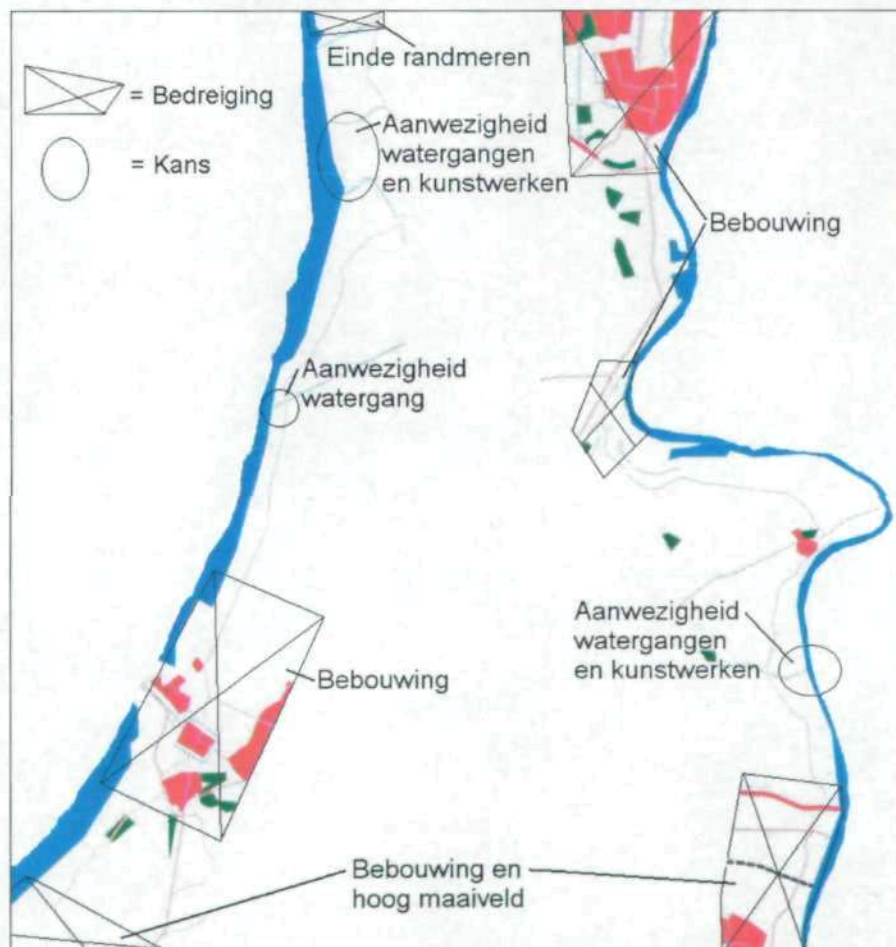 Einde randmeren
= Bedreiging
Aanwezigheid
watergangen
en kunstwerken
= Kans
Bebouwing
Aanwezigheid
watergang
Aanwezigheid
watergangen
en kunstwerken
Bebouwing
Bebouwing en
hoog maaiveld